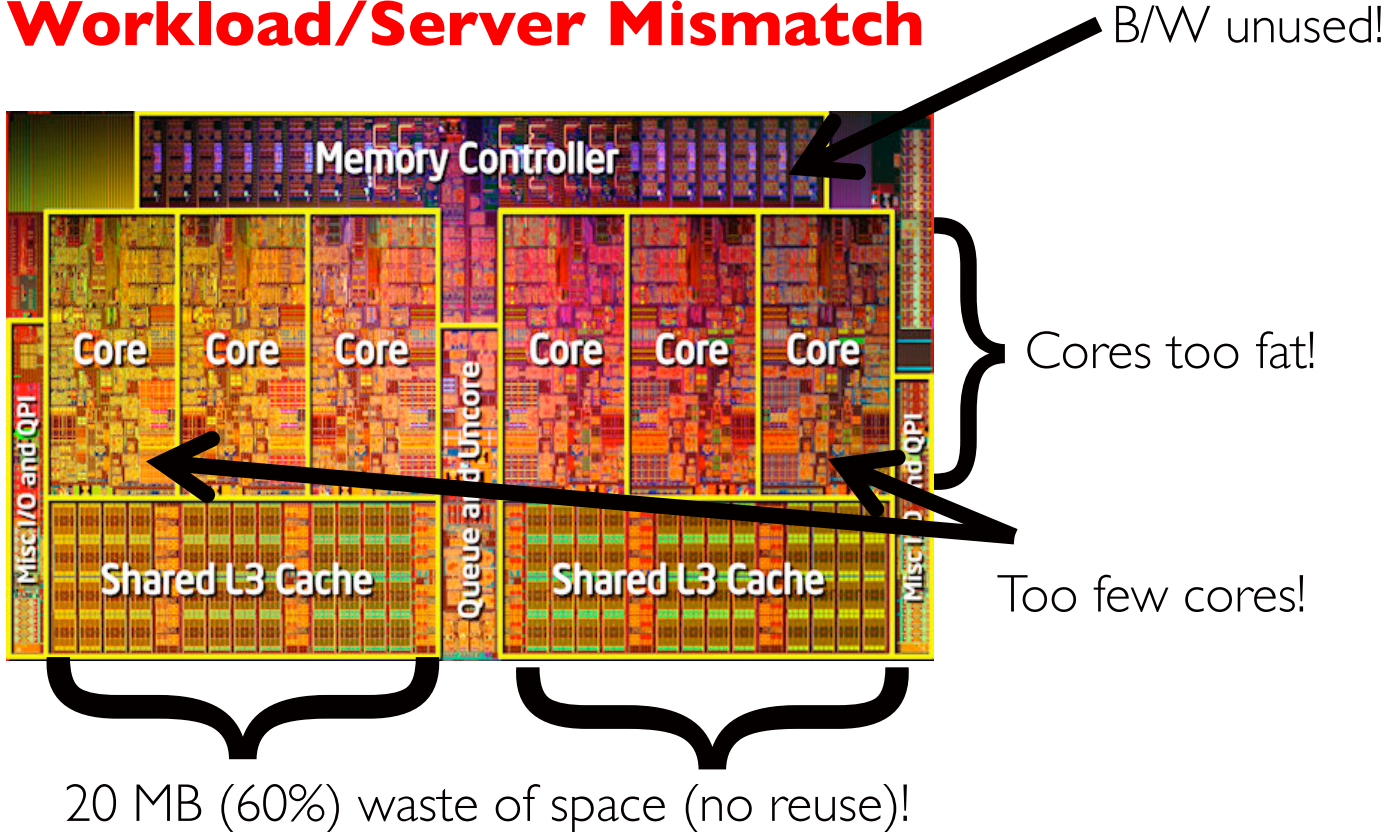 Workload/Server Mismatch
B/W unused!
Memory Controller
Core Core Core Core Core Core
Cores too fat!
Misc I/O and QPI
Queue and Uncore
Misc I/O and QPI
Shared L3 Cache Shared L3 Cache
Too few cores!
20 MB (60%) waste of space (no reuse)!